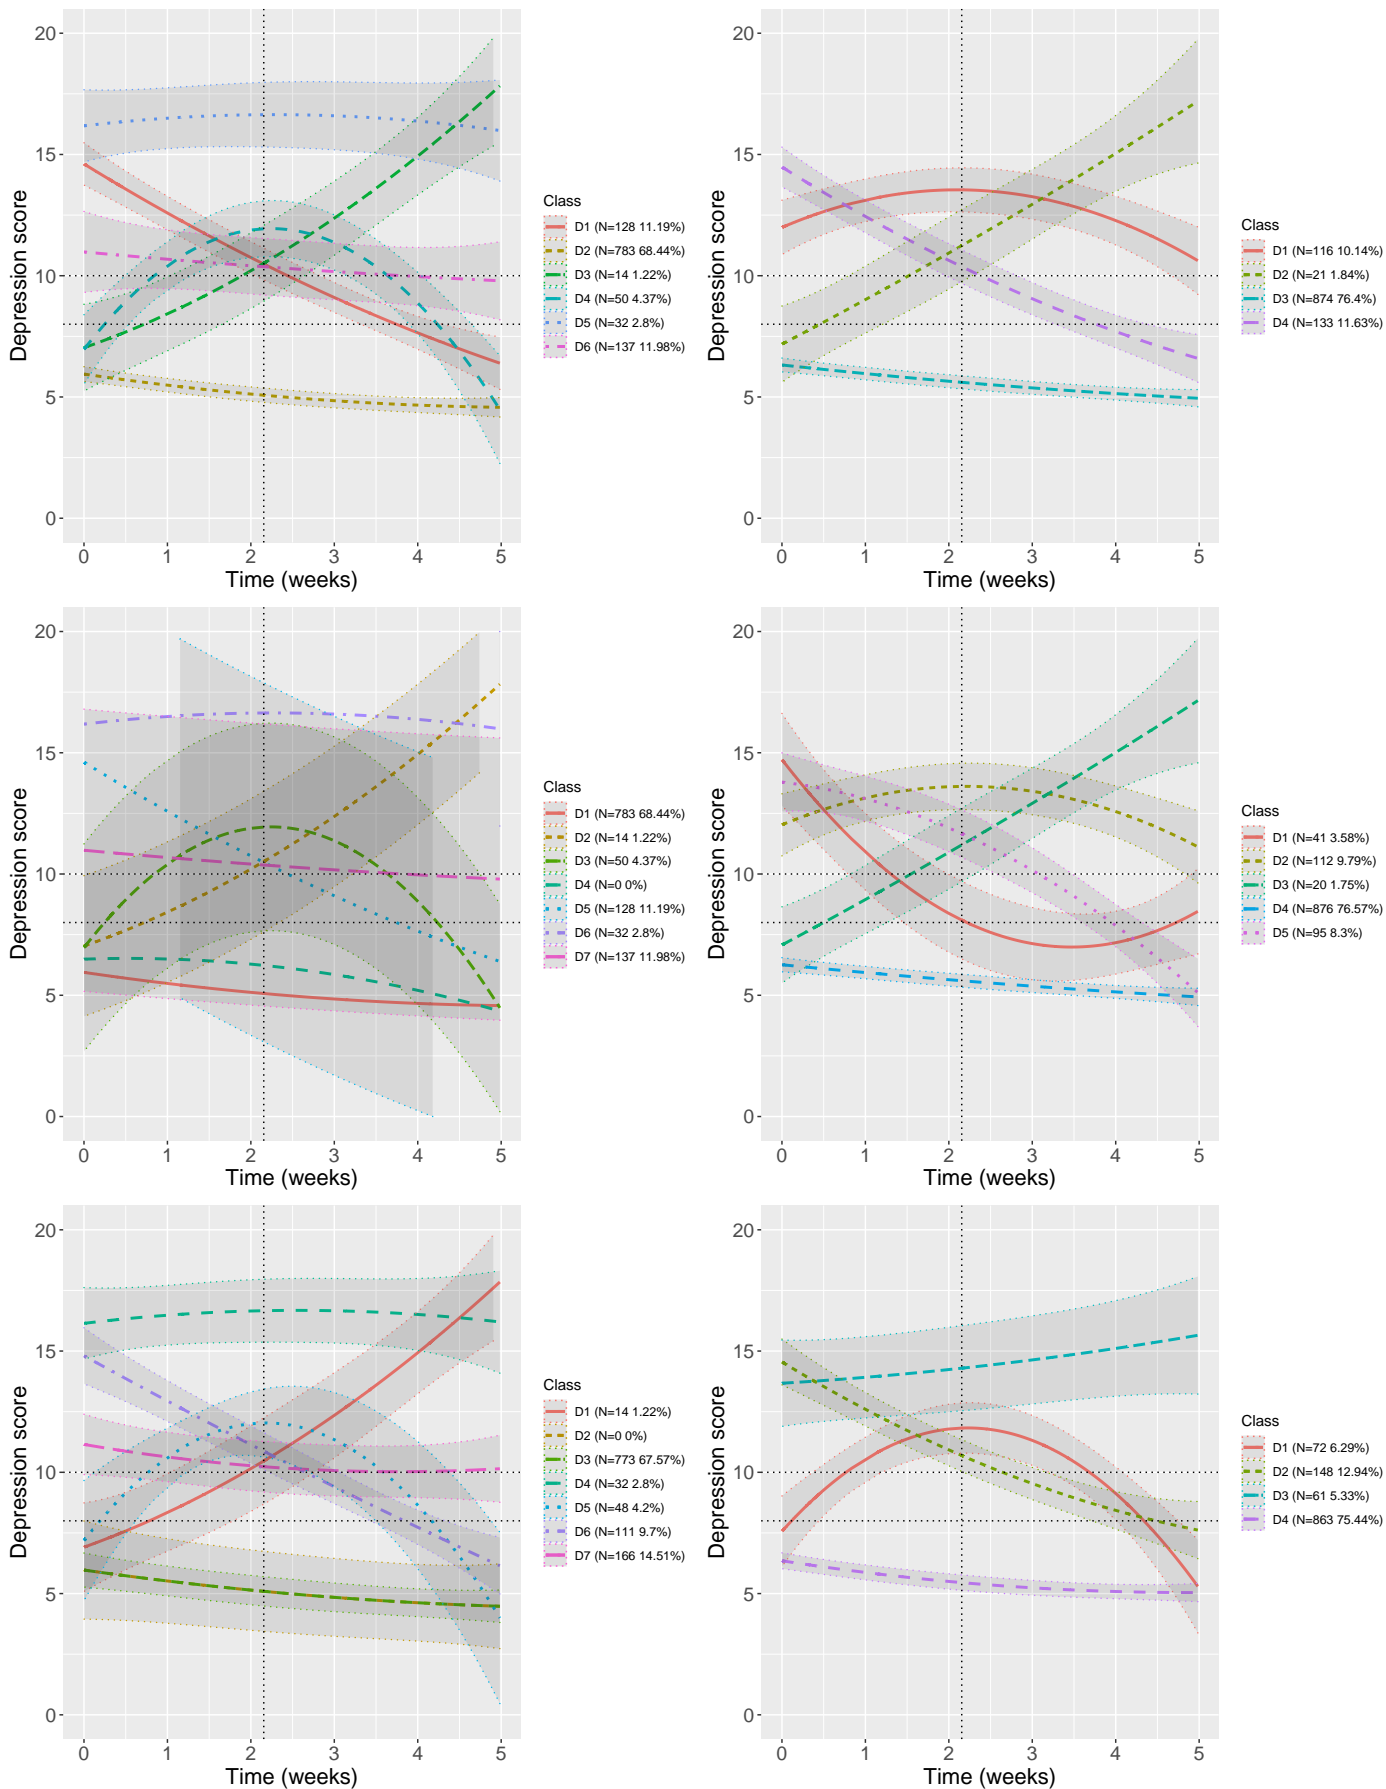 20
15
10
5
0
Depression score
0 1 2 3 4 5
Time (weeks)
Class
D1 (N=128 11.19%)
D2 (N=783 68.44%)
D3 (N=14 1.22%)
D4 (N=50 4.37%)
D5 (N=32 2.8%)
D6 (N=137 11.98%)
20
15
10
5
0
Depression score
0 1 2 3 4 5
Time (weeks)
Class
D1 (N=116 10.14%)
D2 (N=21 1.84%)
D3 (N=874 76.4%)
D4 (N=133 11.63%)
20
15
10
5
0
Depression score
0 1 2 3 4 5
Time (weeks)
Class
D1 (N=783 68.44%)
D2 (N=14 1.22%)
D3 (N=50 4.37%)
D4 (N=0 0%)
D5 (N=128 11.19%)
D6 (N=32 2.8%)
D7 (N=137 11.98%)
20
15
10
5
0
Depression score
0 1 2 3 4 5
Time (weeks)
Class
D1 (N=41 3.58%)
D2 (N=112 9.79%)
D3 (N=20 1.75%)
D4 (N=876 76.57%)
D5 (N=95 8.3%)
20
15
10
5
0
Depression score
0 1 2 3 4 5
Time (weeks)
Class
D1 (N=14 1.22%)
D2 (N=0 0%)
D3 (N=773 67.57%)
D4 (N=32 2.8%)
D5 (N=48 4.2%)
D6 (N=111 9.7%)
D7 (N=166 14.51%)
20
15
10
5
0
Depression score
0 1 2 3 4 5
Time (weeks)
Class
D1 (N=72 6.29%)
D2 (N=148 12.94%)
D3 (N=61 5.33%)
D4 (N=863 75.44%)